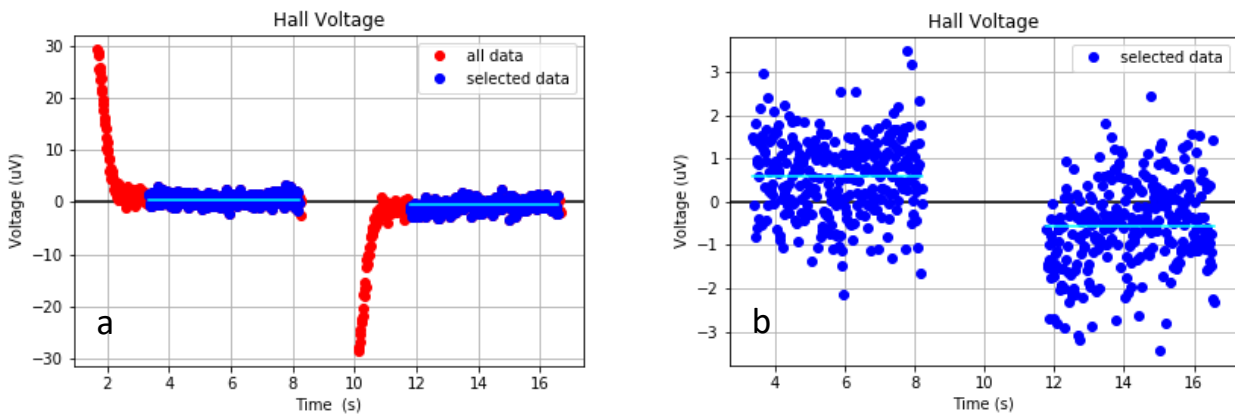 Hall Voltage
all data
selected data
30
20
10
0
−10
−20
−30
Voltage (uV)
2
4
6
8
10
12
14
16
Time (s)
a
Hall Voltage
selected data
3
2
1
0
−1
−2
−3
Voltage (uV)
4
6
8
10
12
14
16
Time (s)
b